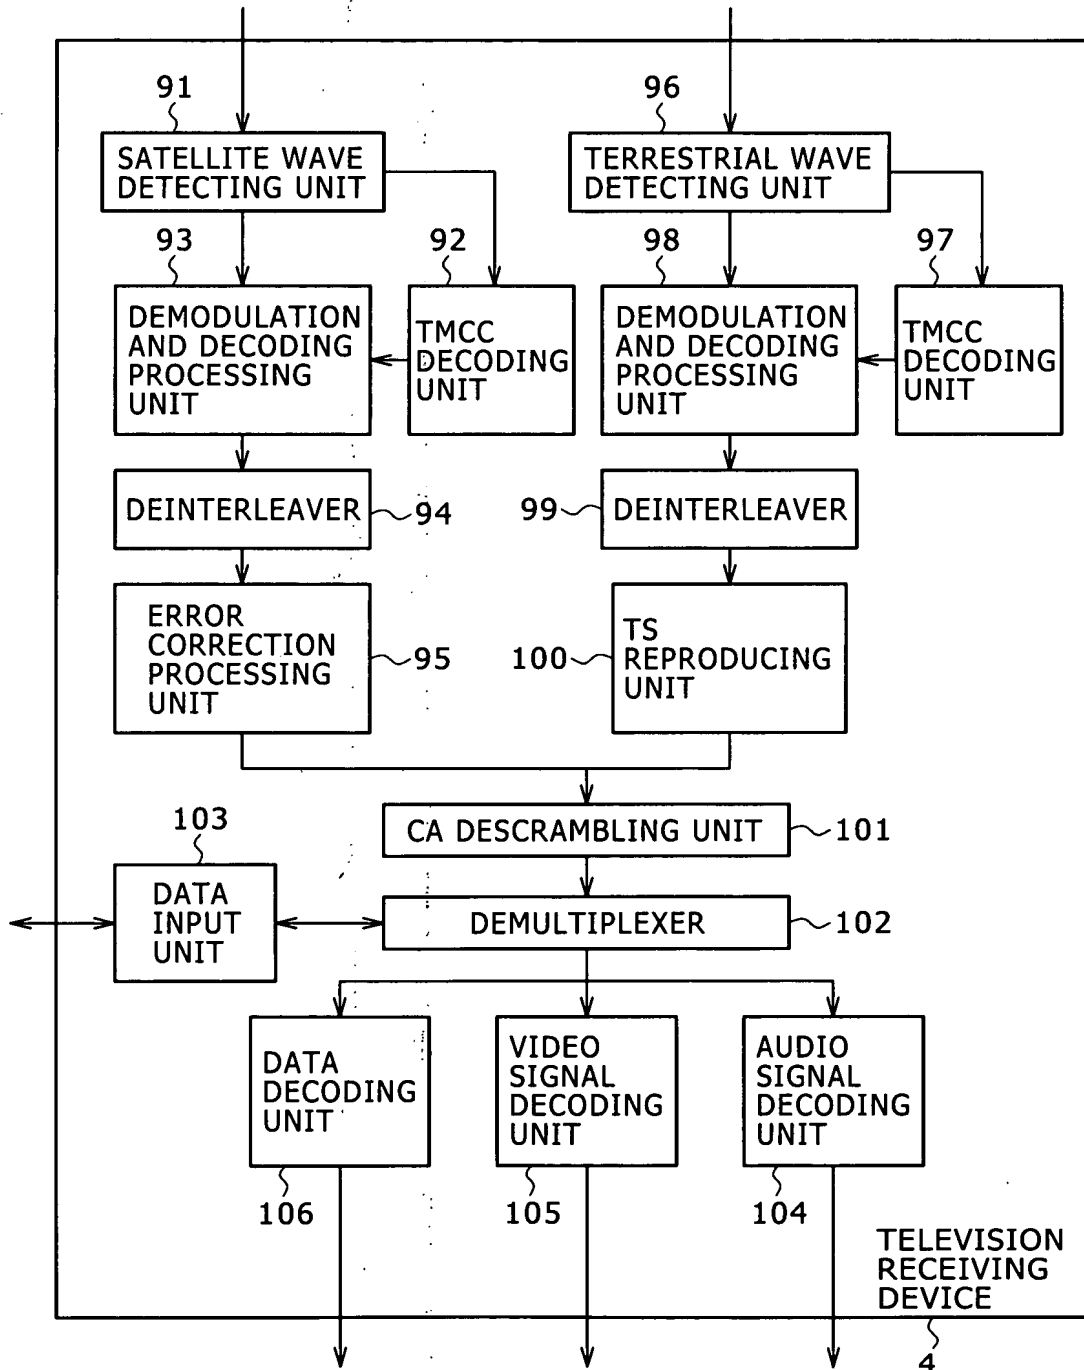 91
96
SATELLITE WAVE
DETECTING UNIT
TERRESTRIAL WAVE
DETECTING UNIT
93
92
98
97
DEMODULATION
AND DECODING
PROCESSING
UNIT
TMCC
DECODING
UNIT
DEMODULATION
AND DECODING
PROCESSING
UNIT
TMCC
DECODING
UNIT
DEINTERLEAVER
94
99
DEINTERLEAVER
ERROR
CORRECTION
PROCESSING
UNIT
95
100
TS
REPRODUCING
UNIT
103
CA DESCRAMBLING UNIT
101
DATA
INPUT
UNIT
DEMULTIPLEXER
102
DATA
DECODING
UNIT
VIDEO
SIGNAL
DECODING
UNIT
AUDIO
SIGNAL
DECODING
UNIT
106
105
104
TELEVISION
RECEIVING
DEVICE
4